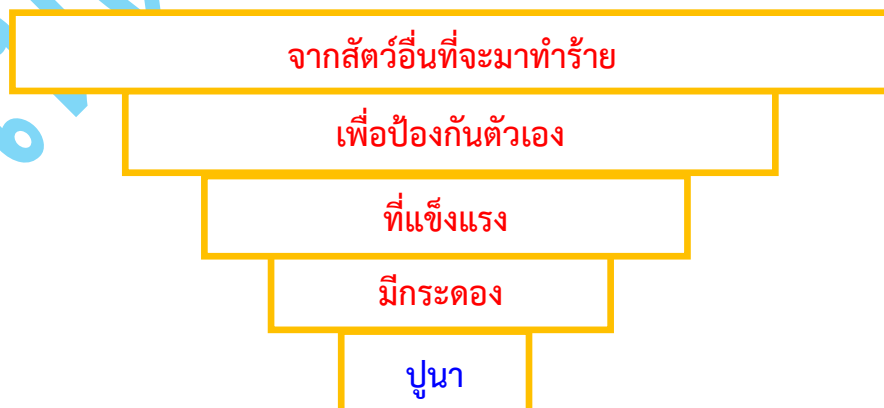 จากสัตว์อื่นที่จะมาทำร้าย
เพื่อป้องกันตัวเอง
ที่แข็งแรง
มีกระดอง
ปูนา